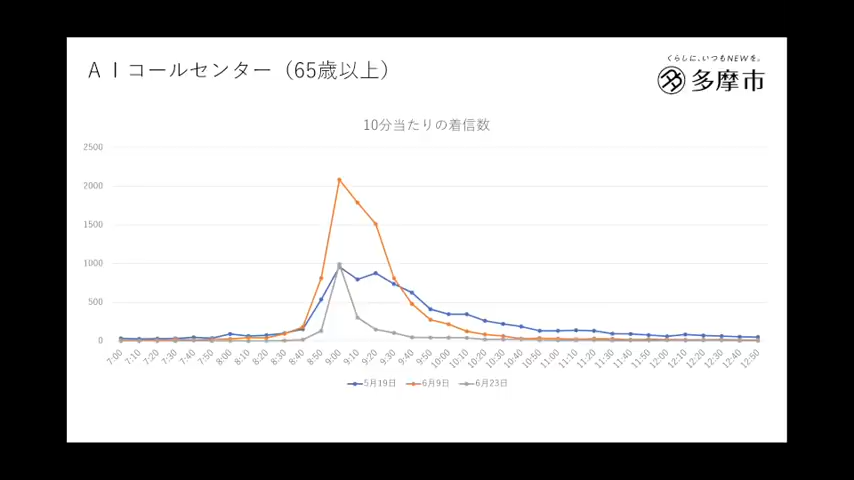 ＡＩコールセンター（65歳以上）
くらしに、いつもNEWを。
多摩市
10分当たりの着信数
2500
2000
1500
1000
500
0
7:00 7:10 7:20 7:30 7:40 7:50 8:00 8:10 8:20 8:30 8:40 8:50 9:00 9:10 9:20 9:30 9:40 9:50 10:00 10:10 10:20 10:30 10:40 10:50 11:00 11:10 11:20 11:30 11:40 11:50 12:00 12:10 12:20 12:30 12:40 12:50
5月19日 6月9日 6月23日